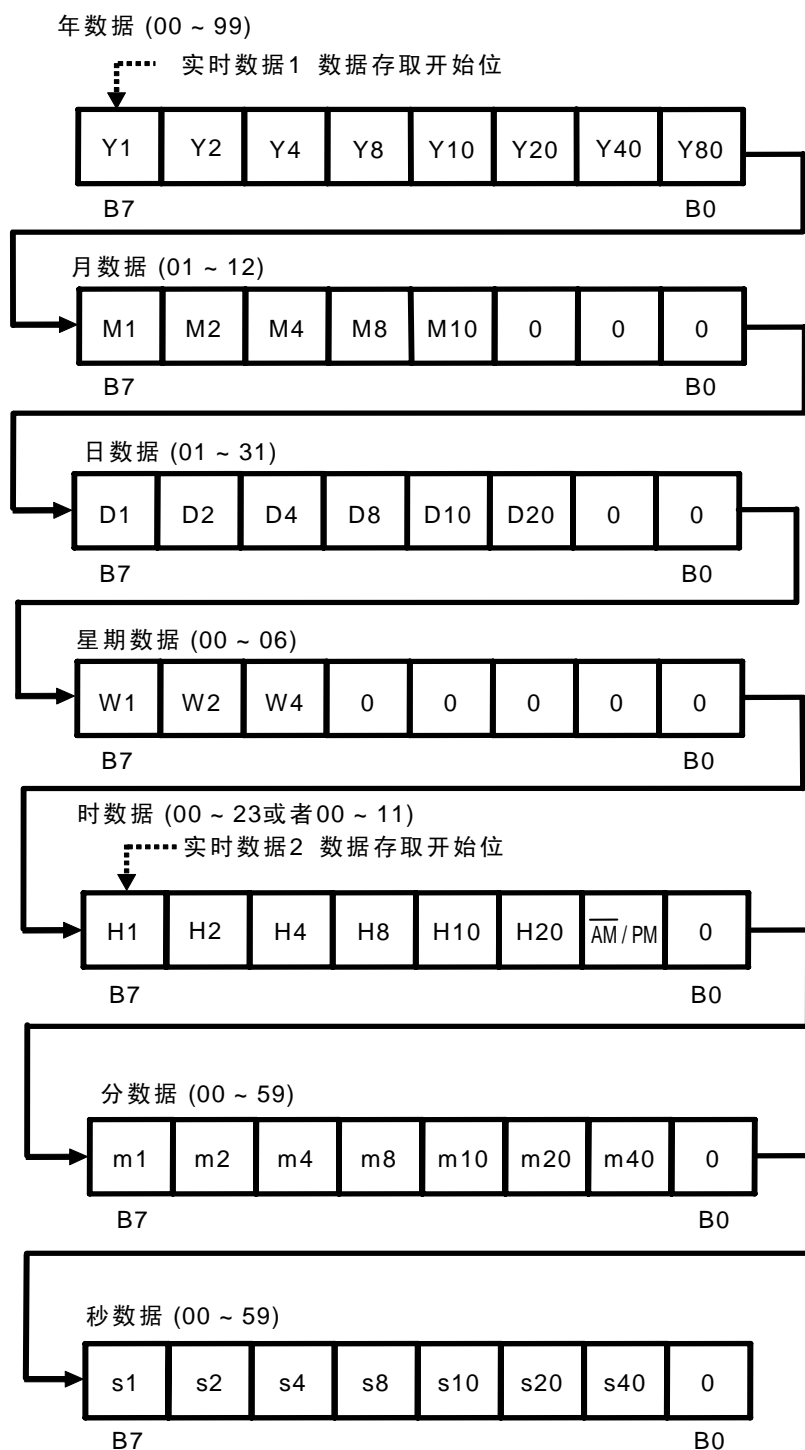 年数据 (00 ~ 99)
实时数据1 数据存取开始位
Y1 Y2 Y4 Y8 Y10 Y20 Y40 Y80
B7 B0
月数据 (01 ~ 12)
M1 M2 M4 M8 M10 0 0 0
B7 B0
日数据 (01 ~ 31)
D1 D2 D4 D8 D10 D20 0 0
B7 B0
星期数据 (00 ~ 06)
W1 W2 W4 0 0 0 0 0
B7 B0
时数据 (00 ~ 23或者00 ~ 11)
实时数据2 数据存取开始位
H1 H2 H4 H8 H10 H20 A̅M̅ / PM 0
B7 B0
分数据 (00 ~ 59)
m1 m2 m4 m8 m10 m20 m40 0
B7 B0
秒数据 (00 ~ 59)
s1 s2 s4 s8 s10 s20 s40 0
B7 B0